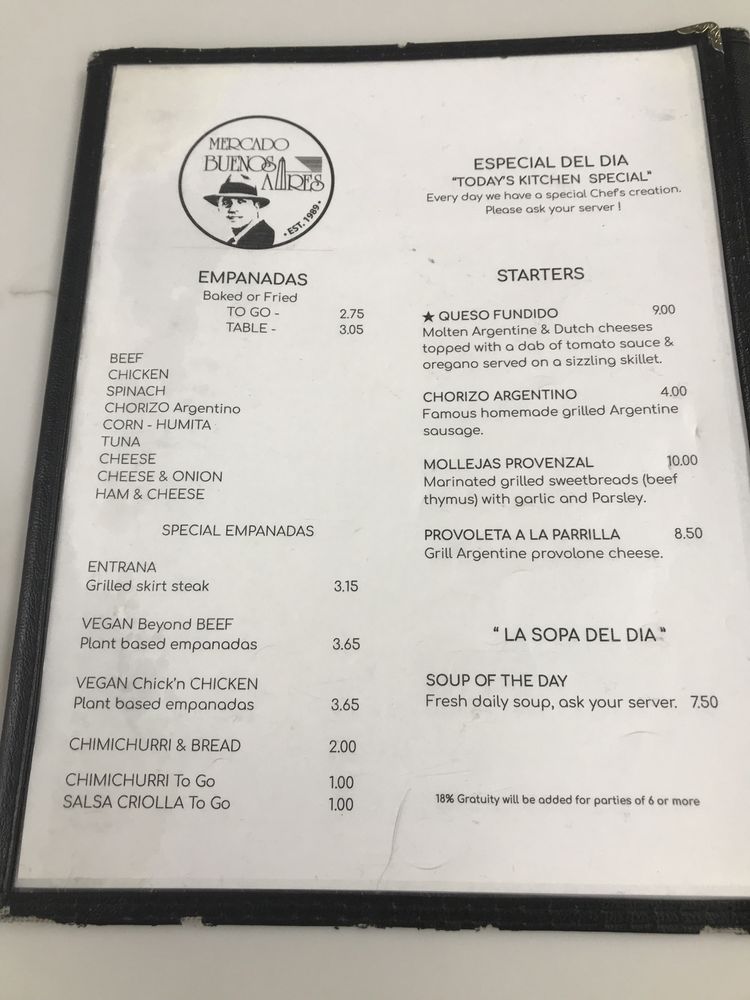 MERCADO
BUENOS
AIRES
• EST. 1989 •
EMPANADAS
Baked or Fried
TO GO - 2.75
TABLE - 3.05
BEEF
CHICKEN
SPINACH
CHORIZO Argentino
CORN - HUMITA
TUNA
CHEESE
CHEESE & ONION
HAM & CHEESE
SPECIAL EMPANADAS
ENTRANA
Grilled skirt steak 3.15
VEGAN Beyond BEEF
Plant based empanadas 3.65
VEGAN Chick'n CHICKEN
Plant based empanadas 3.65
CHIMICHURRI & BREAD 2.00
CHIMICHURRI To Go 1.00
SALSA CRIOLLA To Go 1.00
ESPECIAL DEL DIA
"TODAY'S KITCHEN SPECIAL"
Every day we have a special Chef's creation.
Please ask your server !
STARTERS
★ QUESO FUNDIDO 9.00
Molten Argentine & Dutch cheeses
topped with a dab of tomato sauce &
oregano served on a sizzling skillet.
CHORIZO ARGENTINO 4.00
Famous homemade grilled Argentine
sausage.
MOLLEJAS PROVENZAL 10.00
Marinated grilled sweetbreads (beef
thymus) with garlic and Parsley.
PROVOLETA A LA PARRILLA 8.50
Grill Argentine provolone cheese.
" LA SOPA DEL DIA "
SOUP OF THE DAY
Fresh daily soup, ask your server. 7.50
18% Gratuity will be added for parties of 6 or more